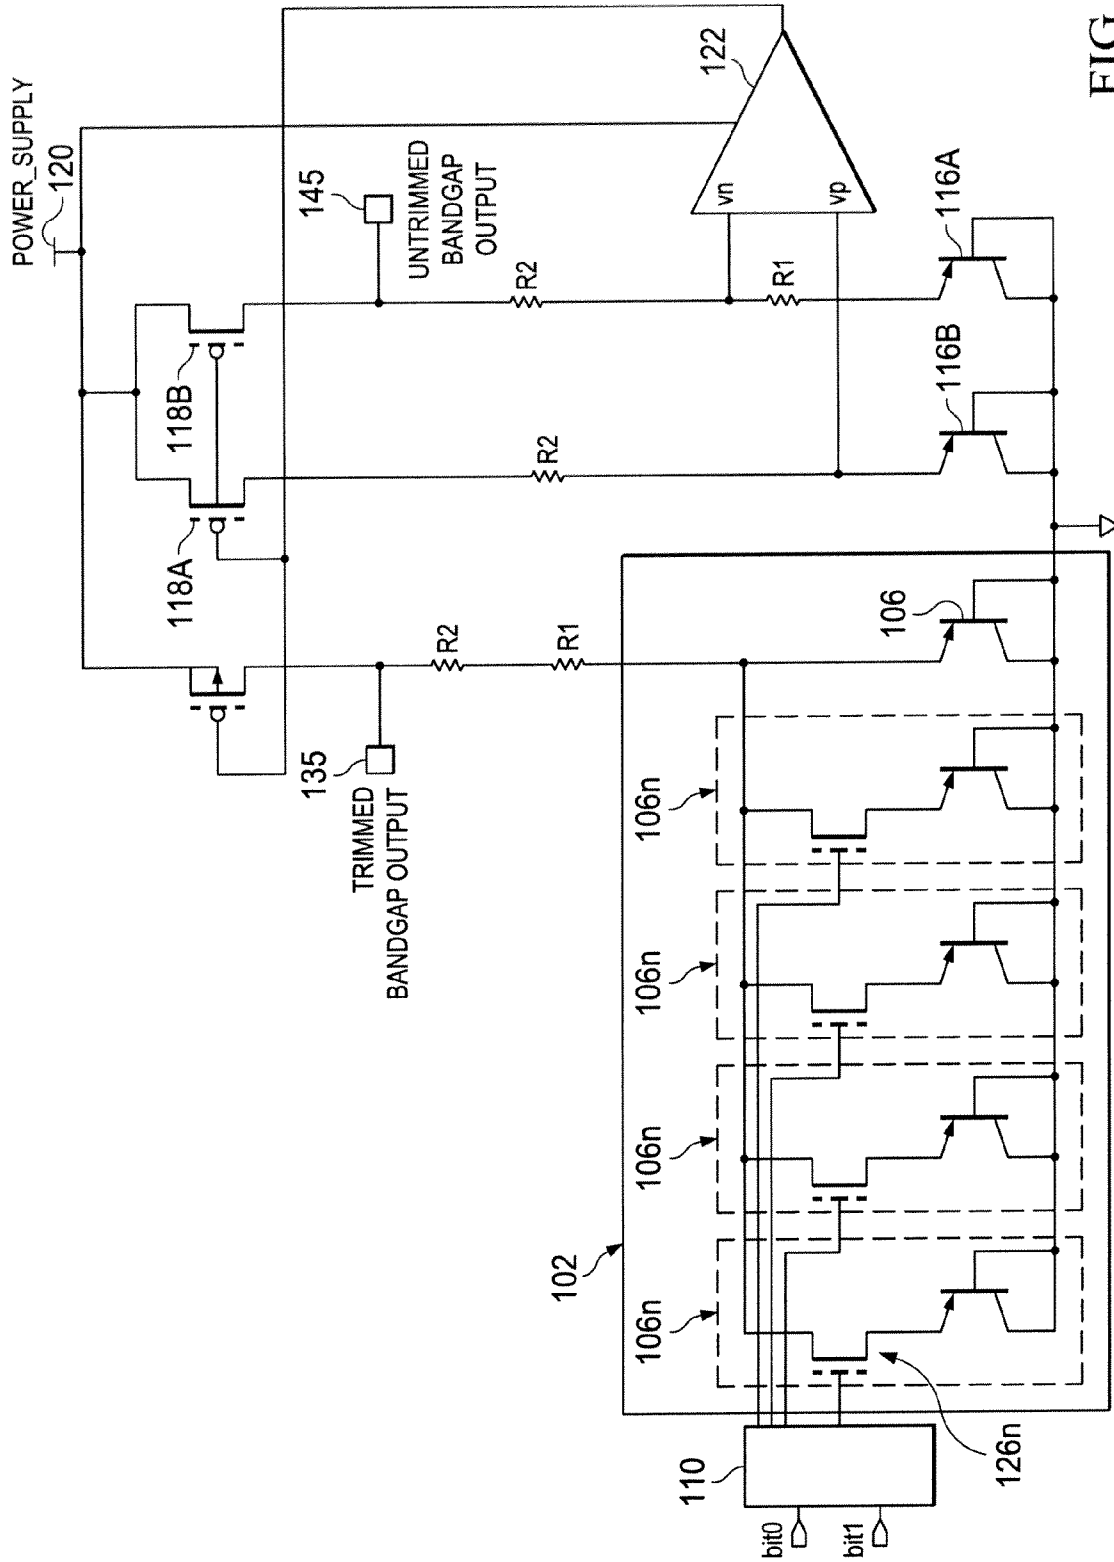 POWER_SUPPLY
120
118A
118B
145
UNTRIMMED
BANDGAP
OUTPUT
122
vn
vp
R2
R2
R2
R1
R1
135
TRIMMED
BANDGAP OUTPUT
116B
116A
102
106n
106n
106n
106n
106
110
bit0
bit1
126n
FIG